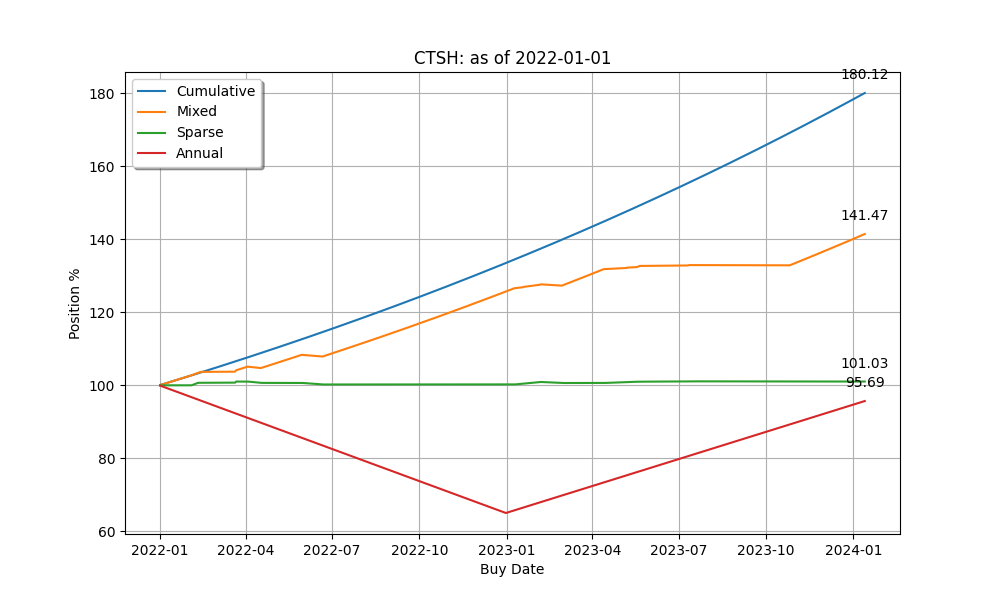 CTSH: as of 2022-01-01
Cumulative
Mixed
Sparse
Annual
180.12
141.47
101.03
95.69
Position %
180
160
140
120
100
80
60
2022-01
2022-04
2022-07
2022-10
2023-01
2023-04
2023-07
2023-10
2024-01
Buy Date